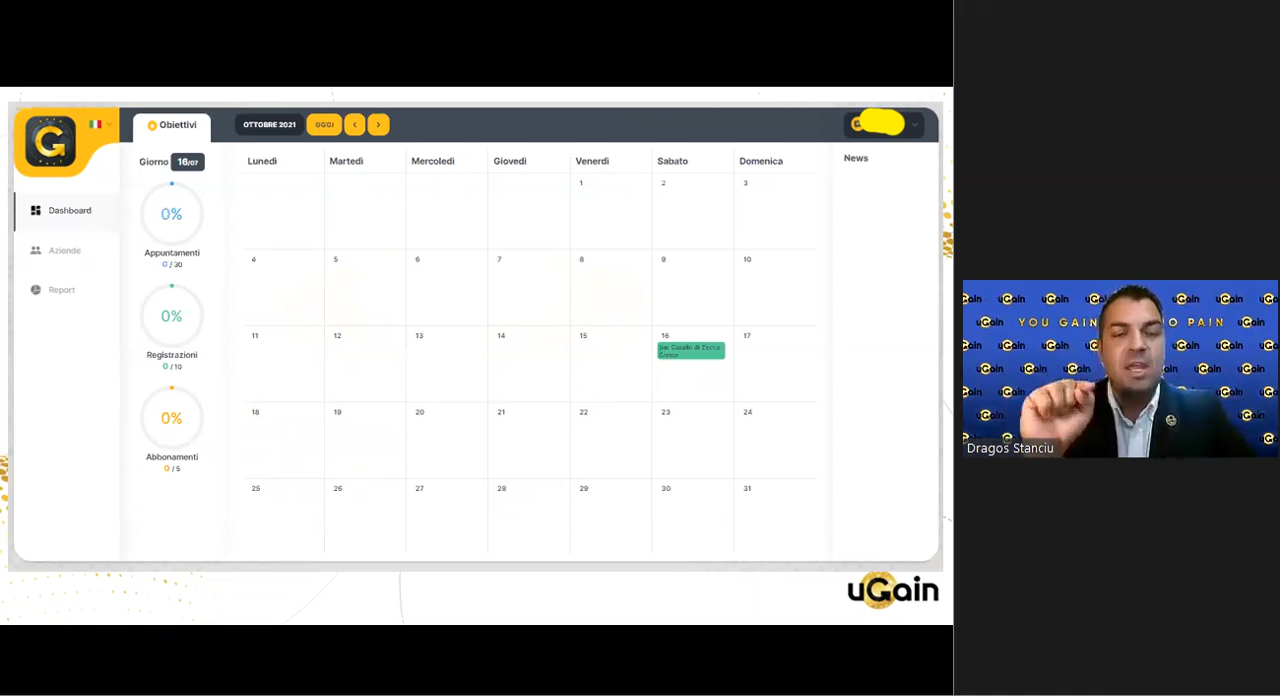 G
Obiettivi
OTTOBRE 2021
OGGI
<
>
Giorno 16/07
Lunedì
Martedì
Mercoledì
Giovedì
Venerdì
Sabato
Domenica
News
Dashboard
Aziende
Report
0%
Appuntamenti
0 / 30
0%
Registrazioni
0 / 10
0%
Abbonamenti
0 / 5
1
2
3
4
5
6
7
8
9
10
11
12
13
14
15
16
17
18
19
20
21
22
23
24
25
26
27
28
29
30
31
uGain
YOU GAIN
O PAIN
Dragos Stanciu